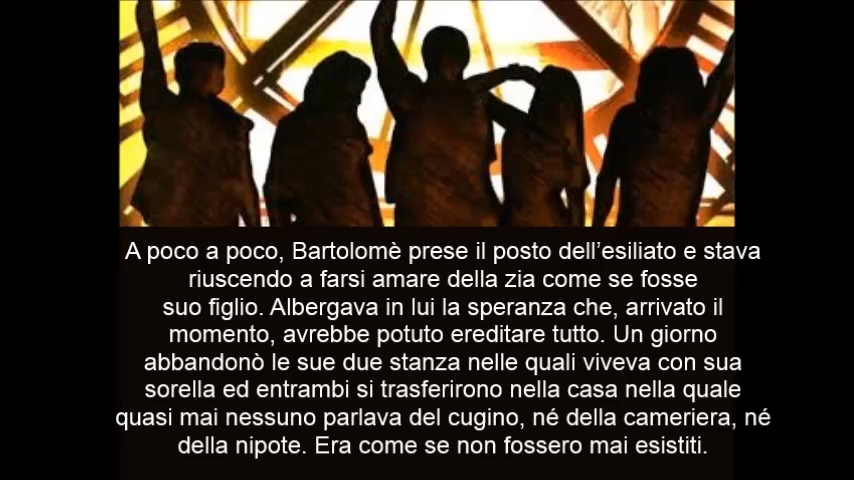 A poco a poco, Bartolomè prese il posto dell’esiliato e stava
riuscendo a farsi amare della zia come se fosse
suo figlio. Albergava in lui la speranza che, arrivato il
momento, avrebbe potuto ereditare tutto. Un giorno
abbandonò le sue due stanza nelle quali viveva con sua
sorella ed entrambi si trasferirono nella casa nella quale
quasi mai nessuno parlava del cugino, né della cameriera, né
della nipote. Era come se non fossero mai esistiti.